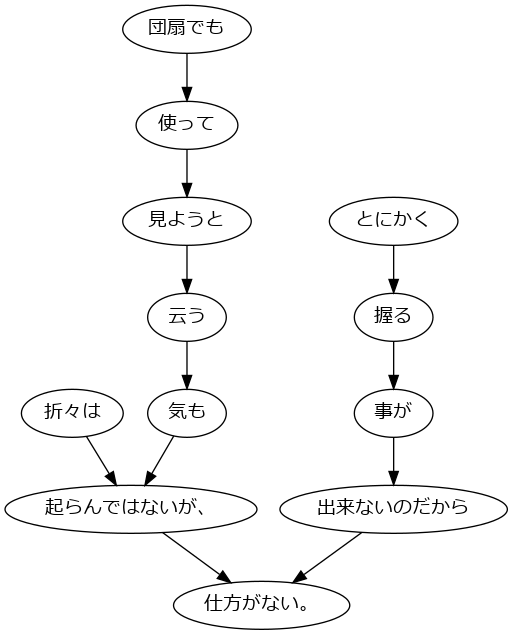 団扇でも
使って
見ようと
とにかく
云う
握る
折々は
気も
事が
起らんではないが、
出来ないのだから
仕方がない。